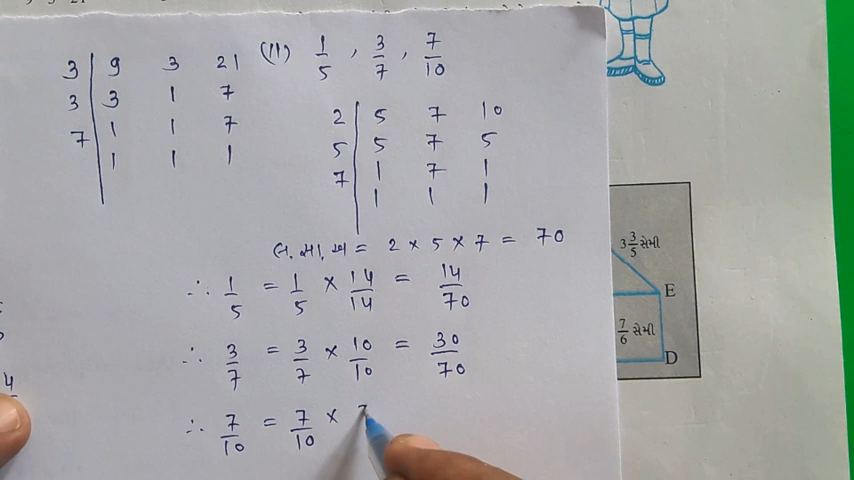 3 | 9 3 21
3 | 3 1 7
7 | 1 1 7
1 1 1
(II) 1/5 , 3/7 , 7/10
2 | 5 7 10
5 | 5 7 5
7 | 1 7 1
1 1 1
લ.સા.અ = 2 × 5 × 7 = 70
∴ 1/5 = 1/5 × 14/14 = 14/70
∴ 3/7 = 3/7 × 10/10 = 30/70
∴ 7/10 = 7/10 ×
4
3 3/5 સેમી
E
7/6 સેમી
D